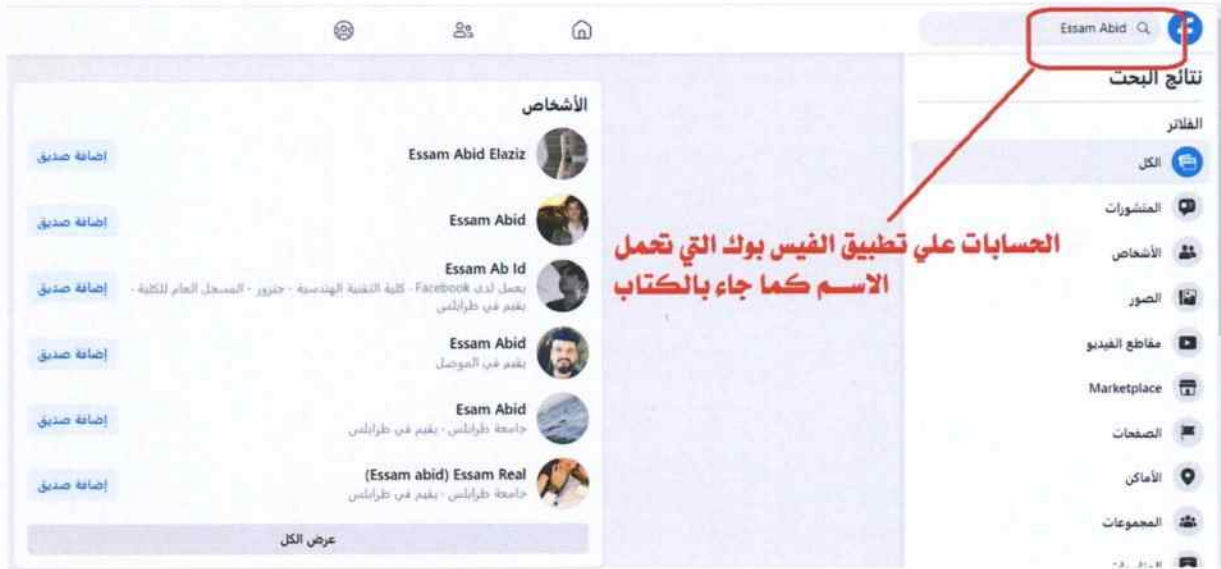 Essam Abid
نتائج البحث
الفلاتر
الكل
المنشورات
الأشخاص
الصور
مقاطع الفيديو
Marketplace
الصفحات
الأماكن
المجموعات
الحسابات علي تطبيق الفيس بوك التي تحمل
الاسم كما جاء بالكتاب
الأشخاص
Essam Abid Elaziz
إضافة صديق
Essam Abid
إضافة صديق
Essam Ab Id
يعمل لدى Facebook - كلية التقنية الهندسية - جنزور - المسجل العام للكلية -
يقيم في طرابلس
إضافة صديق
Essam Abid
يقيم في الموصل
إضافة صديق
Esam Abid
جامعة طرابلس - يقيم في طرابلس
إضافة صديق
(Essam abid) Essam Real
جامعة طرابلس - يقيم في طرابلس
إضافة صديق
عرض الكل